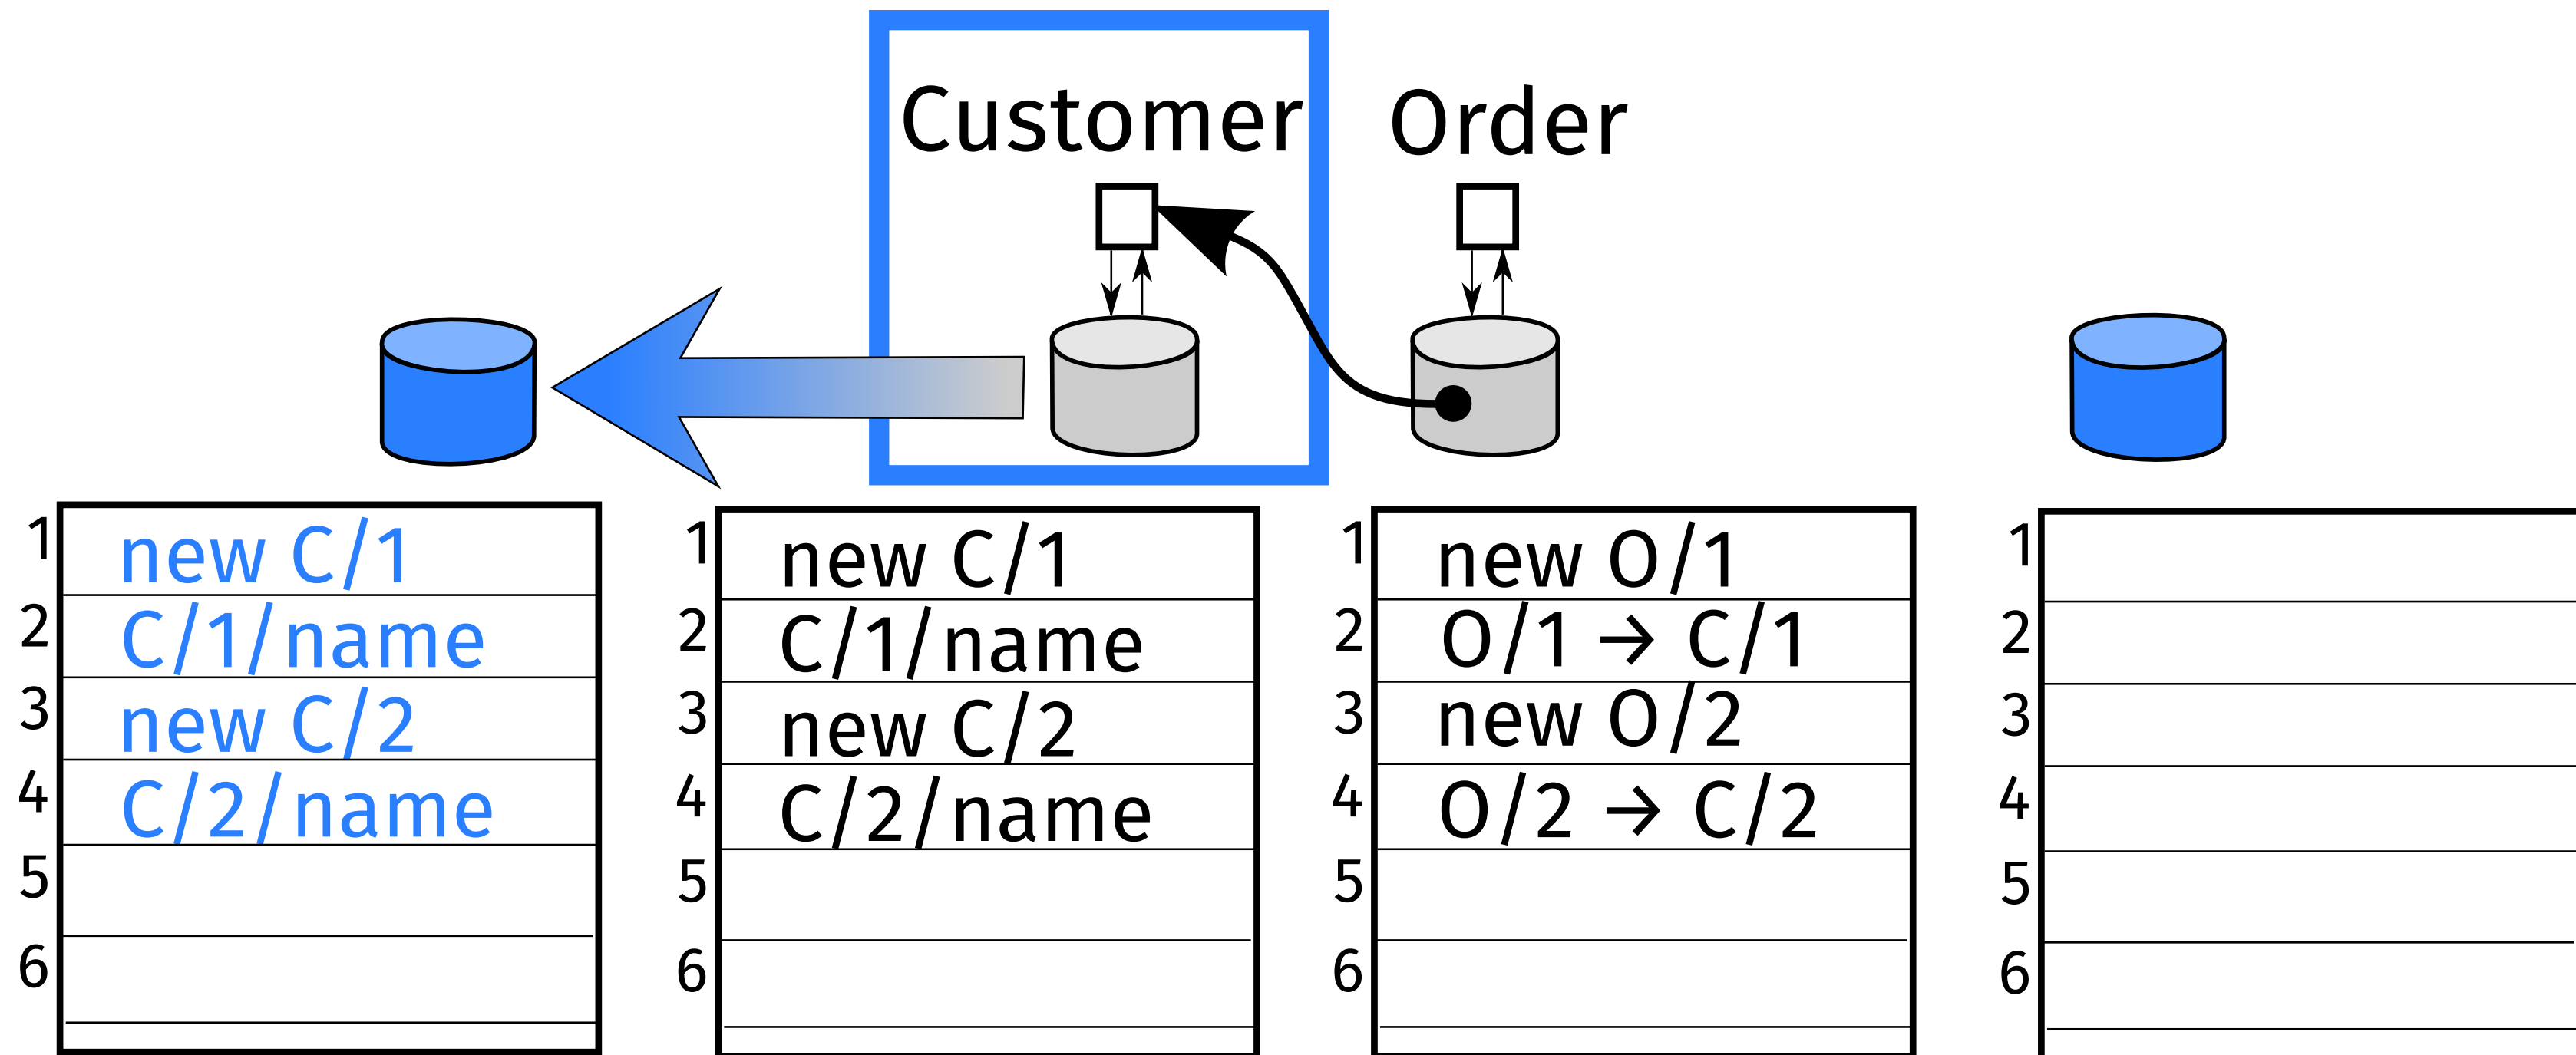 Customer
Order
1 new C/1
2 C/1/name
3 new C/2
4 C/2/name
5
6
1 new C/1
2 C/1/name
3 new C/2
4 C/2/name
5
6
1 new O/1
2 O/1 → C/1
3 new O/2
4 O/2 → C/2
5
6
1
2
3
4
5
6